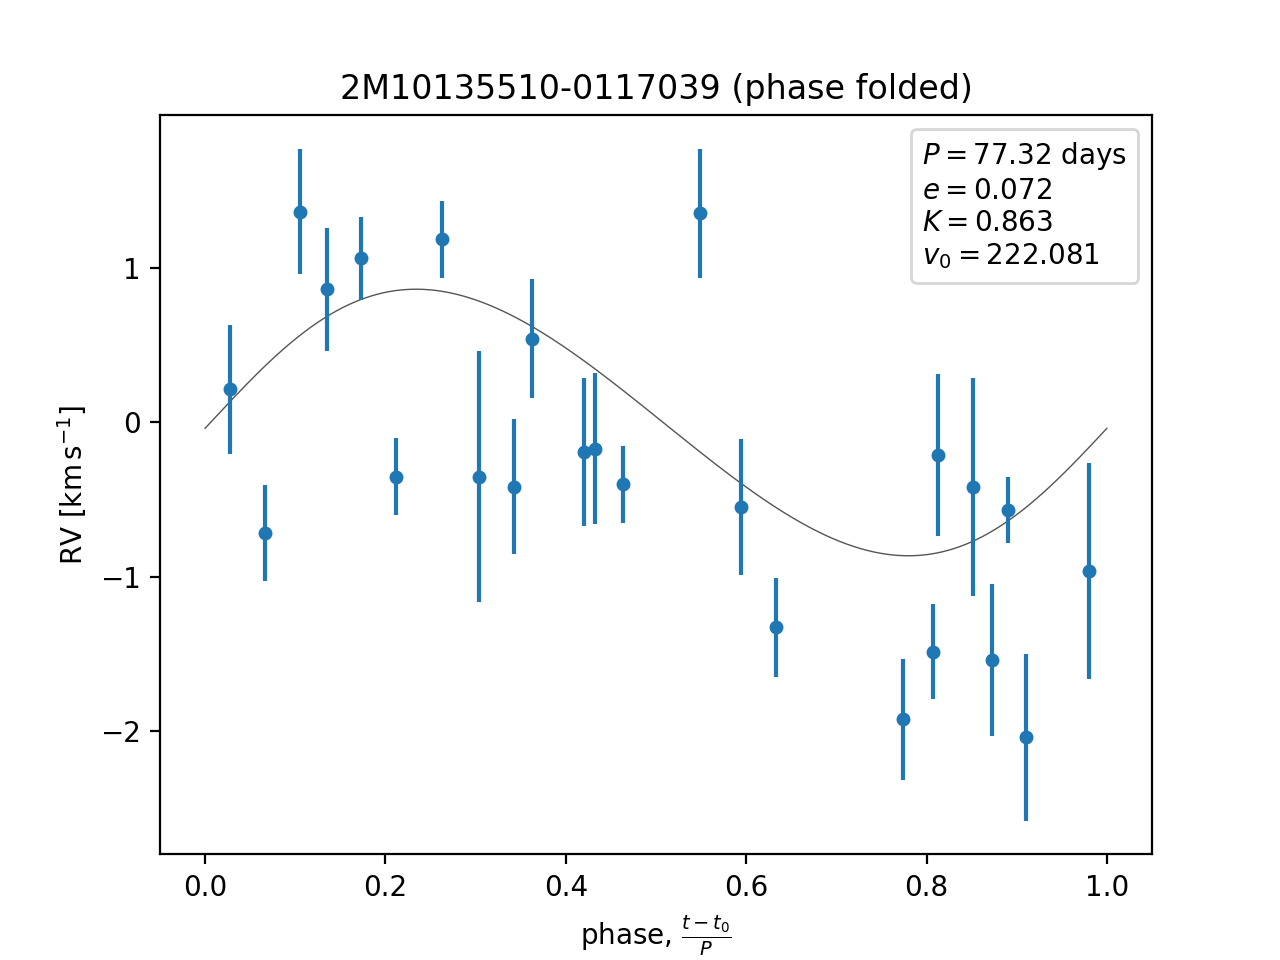 2M10135510-0117039 (phase folded)
P = 77.32 days
e = 0.072
K = 0.863
v₀ = 222.081
RV [km s⁻¹]
1
0
−1
−2
0.0 0.2 0.4 0.6 0.8 1.0
phase, (t − t₀)/P